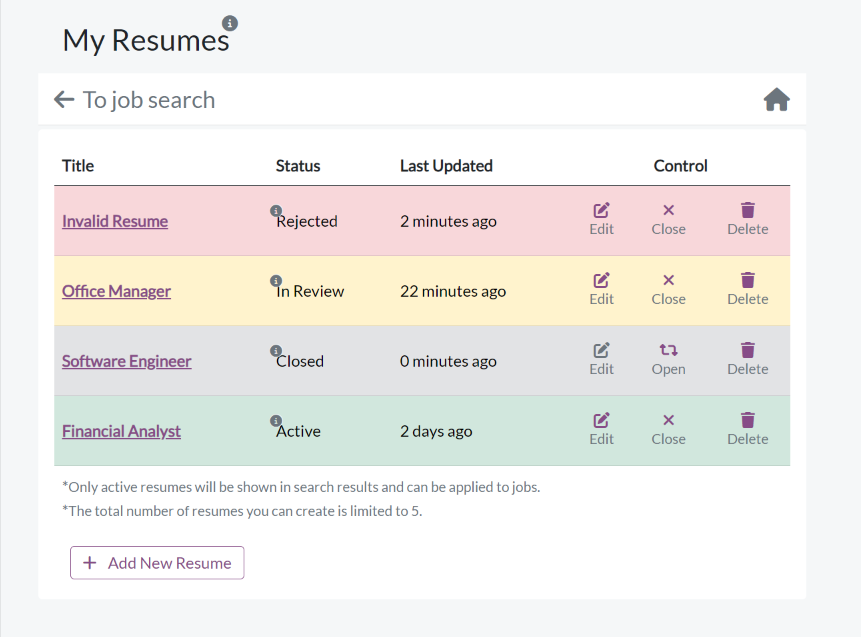 My Resumes
To job search
Title Status Last Updated Control
Invalid Resume Rejected 2 minutes ago Edit Close Delete
Office Manager In Review 22 minutes ago Edit Close Delete
Software Engineer Closed 0 minutes ago Edit Open Delete
Financial Analyst Active 2 days ago Edit Close Delete
*Only active resumes will be shown in search results and can be applied to jobs.
*The total number of resumes you can create is limited to 5.
+ Add New Resume